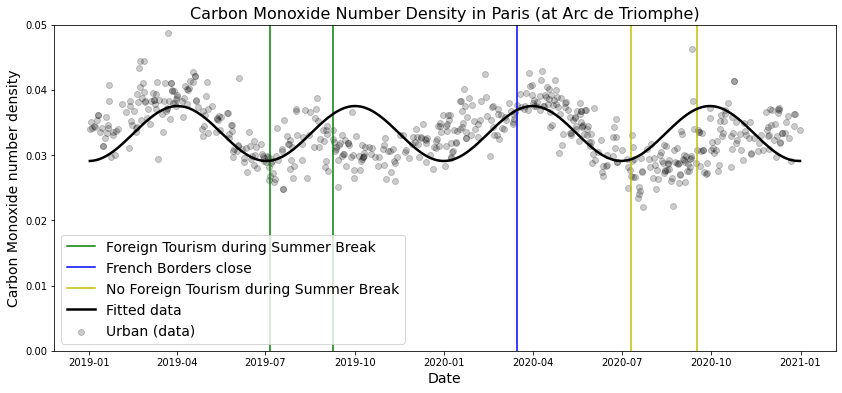 Carbon Monoxide Number Density in Paris (at Arc de Triomphe)
0.05
0.04
0.03
0.02
0.01
0.00
Carbon Monoxide number density
Foreign Tourism during Summer Break
French Borders close
No Foreign Tourism during Summer Break
Fitted data
Urban (data)
2019-01 2019-04 2019-07 2019-10 2020-01 2020-04 2020-07 2020-10 2021-01
Date